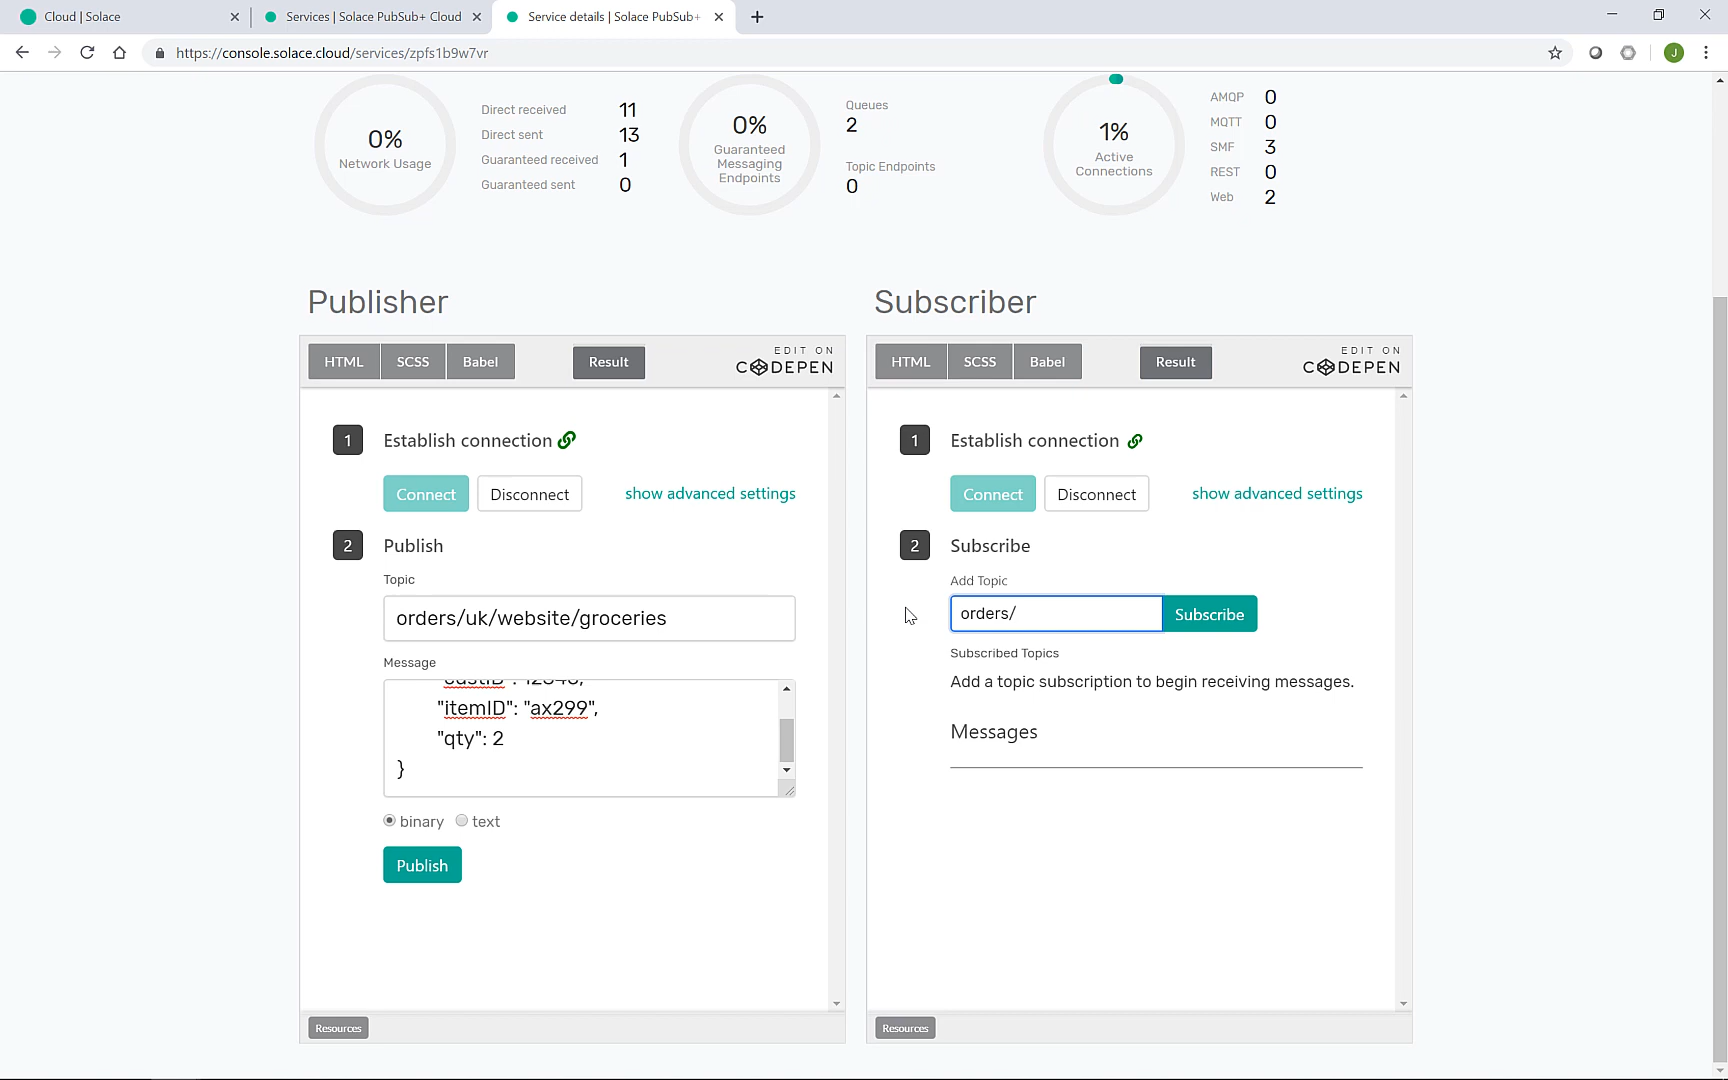 Cloud | Solace
Services | Solace PubSub+ Cloud
Service details | Solace PubSub+
https://console.solace.cloud/services/zpfs1b9w7vr
J
0%
Network Usage
Direct received 11
Direct sent 13
Guaranteed received 1
Guaranteed sent 0
0%
Guaranteed
Messaging
Endpoints
Queues
2
Topic Endpoints
0
1%
Active
Connections
AMQP 0
MQTT 0
SMF 3
REST 0
Web 2
Publisher
HTML SCSS Babel Result
EDIT ON
CODEPEN
1 Establish connection
Connect Disconnect show advanced settings
2 Publish
Topic
orders/uk/website/groceries
Message
"itemID": "ax299",
"qty": 2
}
binary text
Publish
Resources
Subscriber
HTML SCSS Babel Result
EDIT ON
CODEPEN
1 Establish connection
Connect Disconnect show advanced settings
2 Subscribe
Add Topic
orders/ Subscribe
Subscribed Topics
Add a topic subscription to begin receiving messages.
Messages
Resources